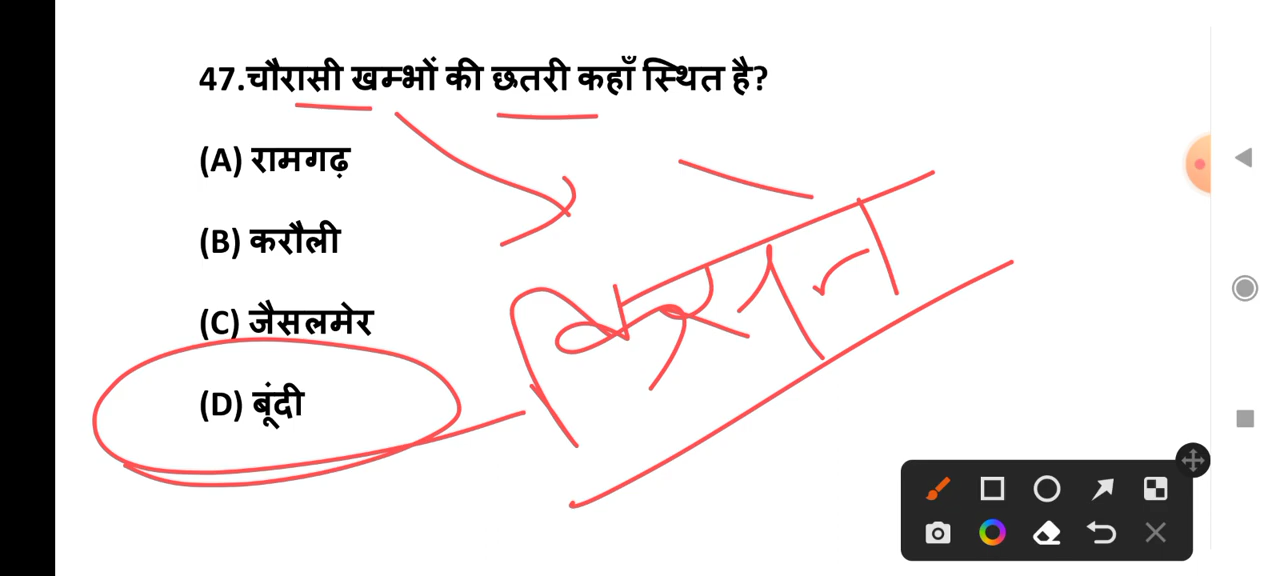 47.चौरासी खम्भों की छतरी कहाँ स्थित है?
(A) रामगढ़
(B) करौली
(C) जैसलमेर
(D) बूंदी